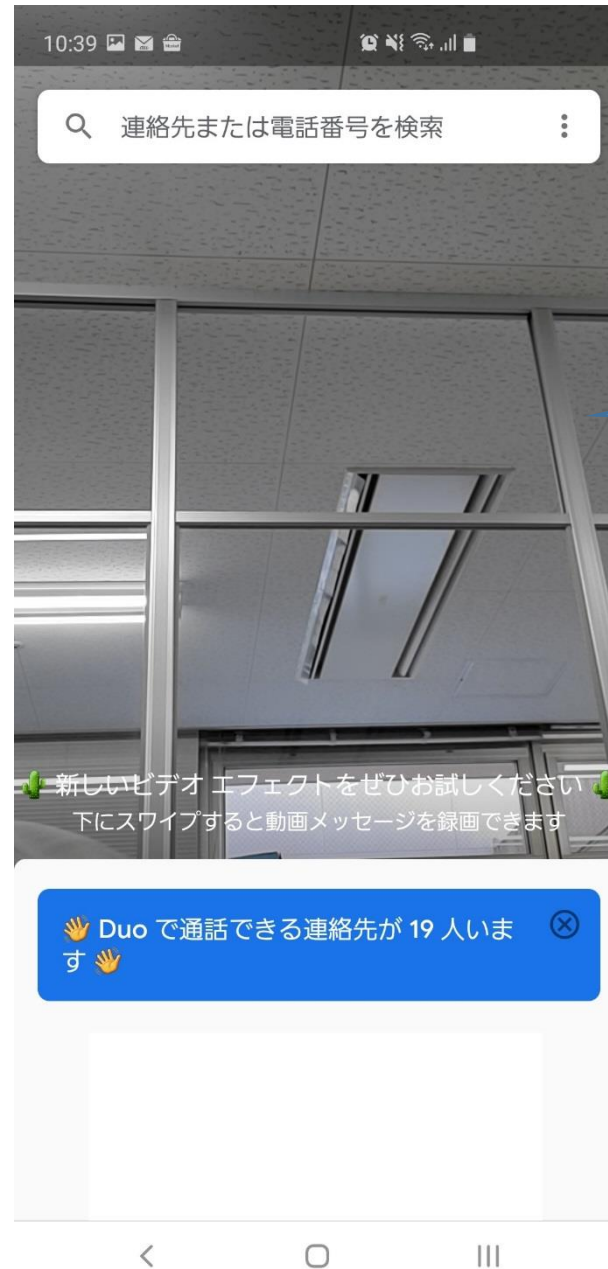 10:39
連絡先または電話番号を検索
新しいビデオ エフェクトをぜひお試しください
下にスワイプすると動画メッセージを録画できます
👋 Duo で通話できる連絡先が 19 人いま
す 👋